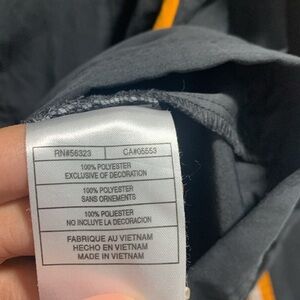 RN#56323 CA#05553
100% POLYESTER
EXCLUSIVE OF DECORATION
100% POLYESTER
SANS ORNEMENTS
100% POLIESTER
NO INCLUYE LA DECORACION
FABRIQUE AU VIETNAM
HECHO EN VIETNAM
MADE IN VIETNAM